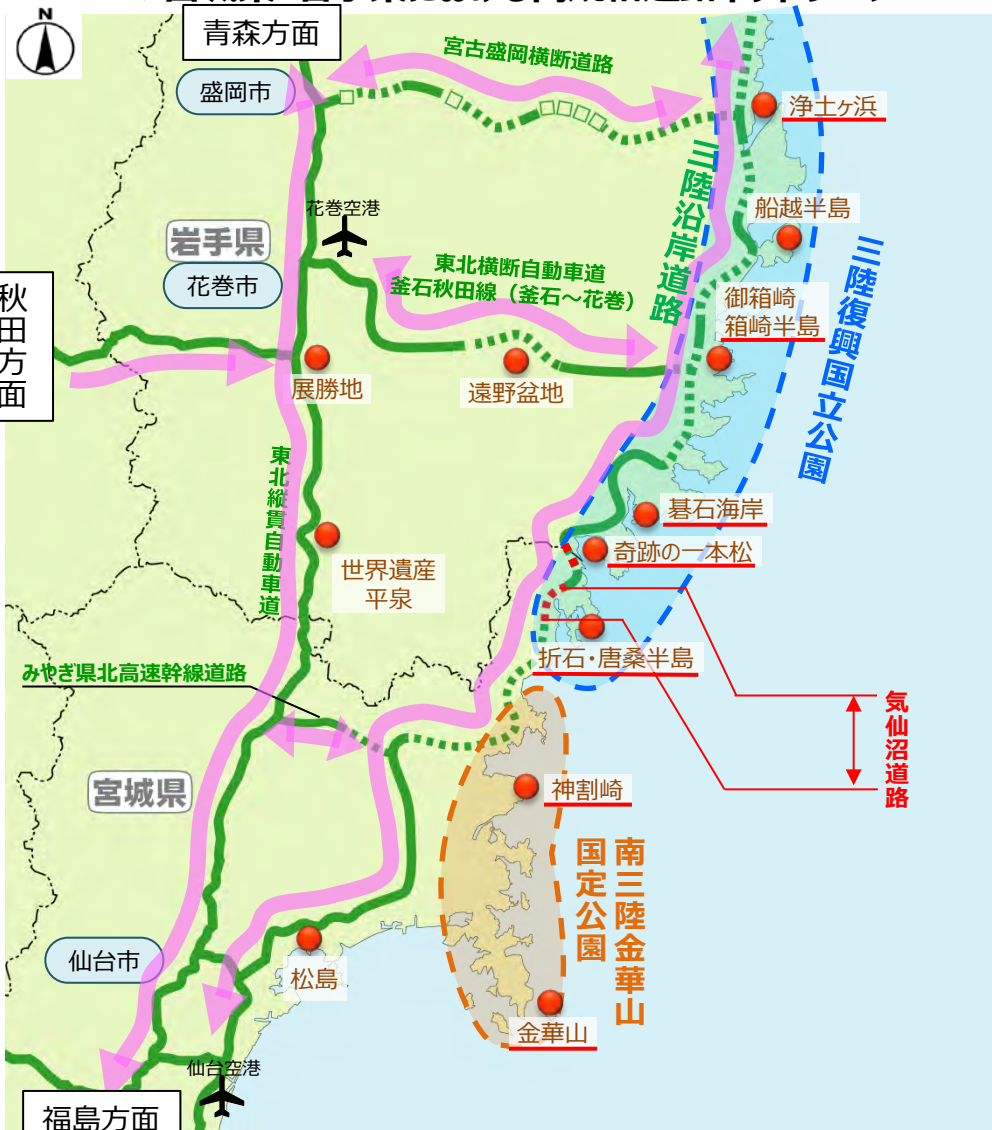 N
青森方面
宮古盛岡横断道路
盛岡市
浄土ヶ浜
三陸沿岸道路
船越半島
花巻空港
岩手県
花巻市
東北横断自動車道
釜石秋田線（釜石～花巻）
三陸復興国立公園
御箱崎
箱崎半島
秋田方面
展勝地
遠野盆地
東北縦貫自動車道
碁石海岸
奇跡の一本松
世界遺産
平泉
折石・唐桑半島
みやぎ県北高速幹線道路
気仙沼道路
宮城県
神割崎
南三陸金華山
国定公園
仙台市
松島
金華山
仙台空港
福島方面